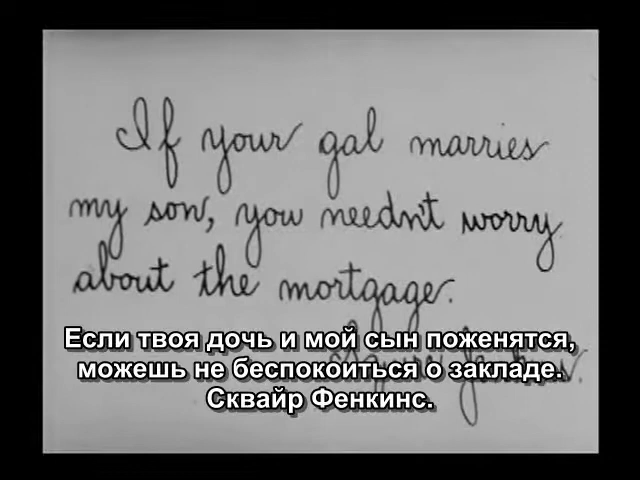 If your gal marries
my son, you needn't worry
about the mortgage.
Если твоя дочь и мой сын поженятся,
можешь не беспокоиться о закладе.
Сквайр Фенкинс.